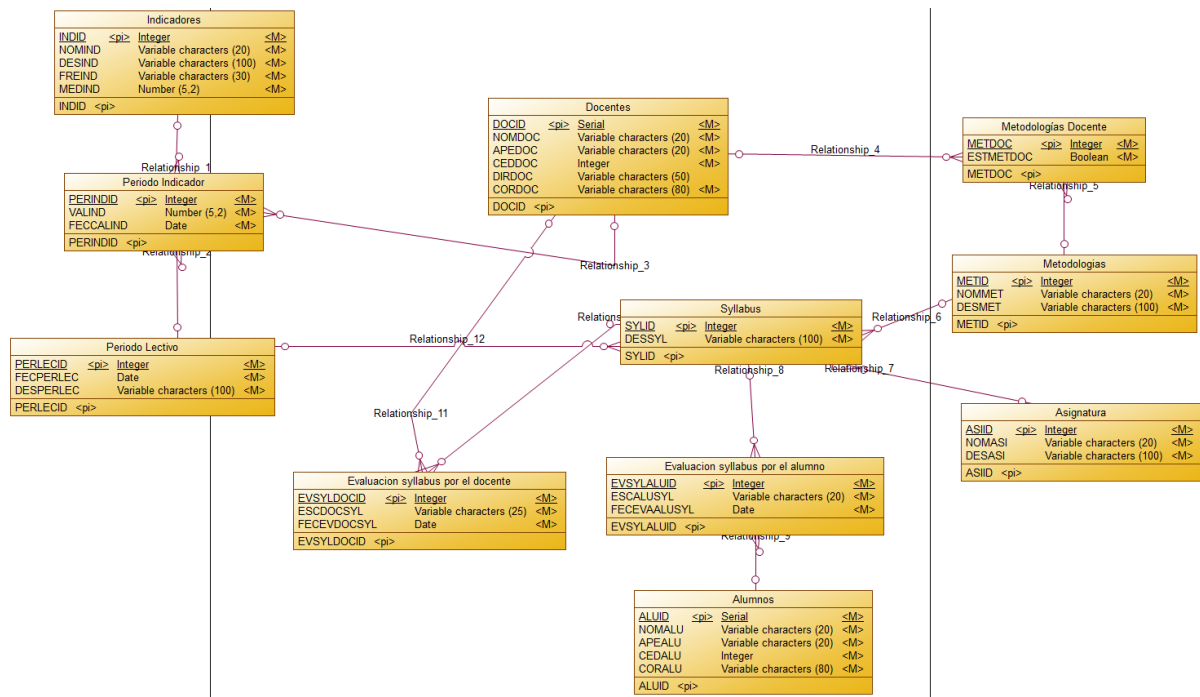 Indicadores
INDID <pi> Integer <M>
NOMIND Variable characters (20) <M>
DESIND Variable characters (100) <M>
FREIND Variable characters (30) <M>
MEDIND Number (5,2) <M>
INDID <pi>
Relationship_1
Periodo Indicador
PERINDID <pi> Integer <M>
VALIND Number (5,2) <M>
FECCALIND Date <M>
PERINDID <pi>
Relationship_2
Docentes
DOCID <pi> Serial <M>
NOMDOC Variable characters (20) <M>
APEDOC Variable characters (20) <M>
CEDDOC Integer <M>
DIRDOC Variable characters (50)
CORDOC Variable characters (80) <M>
DOCID <pi>
Relationship_3
Relationship_4
Metodologías Docente
METDOC <pi> Integer <M>
ESTMETDOC Boolean <M>
METDOC <pi>
Relationship_5
Metodologias
METID <pi> Integer <M>
NOMMET Variable characters (20) <M>
DESMET Variable characters (100) <M>
METID <pi>
Relationship_6
Syllabus
SYLID <pi> Integer <M>
DESSYL Variable characters (100) <M>
SYLID <pi>
Periodo Lectivo
PERLECID <pi> Integer <M>
FECPERLEC Date <M>
DESPERLEC Variable characters (100) <M>
PERLECID <pi>
Relationship_12
Relationship_8
Relationship_7
Asignatura
ASIID <pi> Integer <M>
NOMASI Variable characters (20) <M>
DESASI Variable characters (100) <M>
ASIID <pi>
Relationship_11
Evaluacion syllabus por el docente
EVSYLDOCID <pi> Integer <M>
ESCDOCSYL Variable characters (25) <M>
FECEVDOCSYL Date <M>
EVSYLDOCID <pi>
Evaluacion syllabus por el alumno
EVSYLALUID <pi> Integer <M>
ESCALUSYL Variable characters (20) <M>
FECEVAALUSYL Date <M>
EVSYLALUID <pi>
Relationship_9
Alumnos
ALUID <pi> Serial <M>
NOMALU Variable characters (20) <M>
APEALU Variable characters (20) <M>
CEDALU Integer <M>
CORALU Variable characters (80) <M>
ALUID <pi>